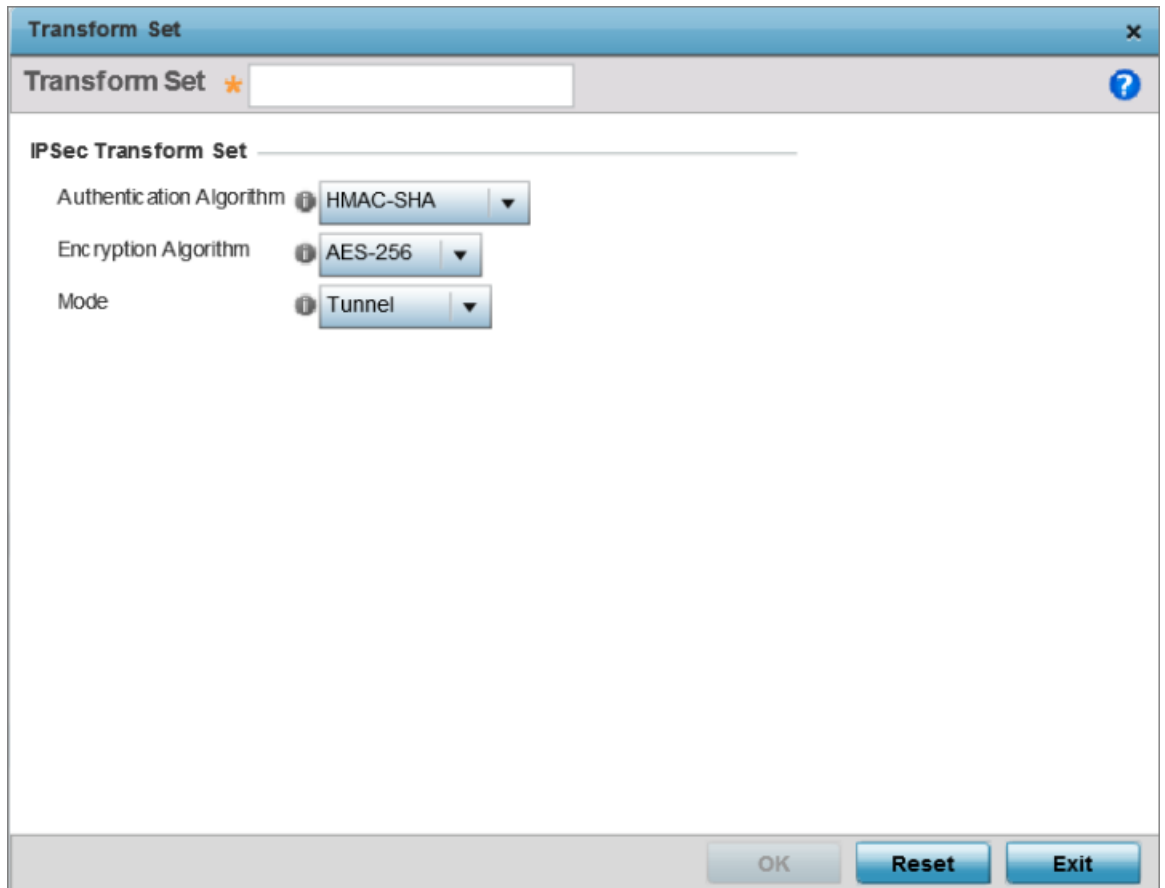 Transform Set
×
Transform Set *
?
IPSec Transform Set
Authentication Algorithm HMAC-SHA
Encryption Algorithm AES-256
Mode Tunnel
OK Reset Exit